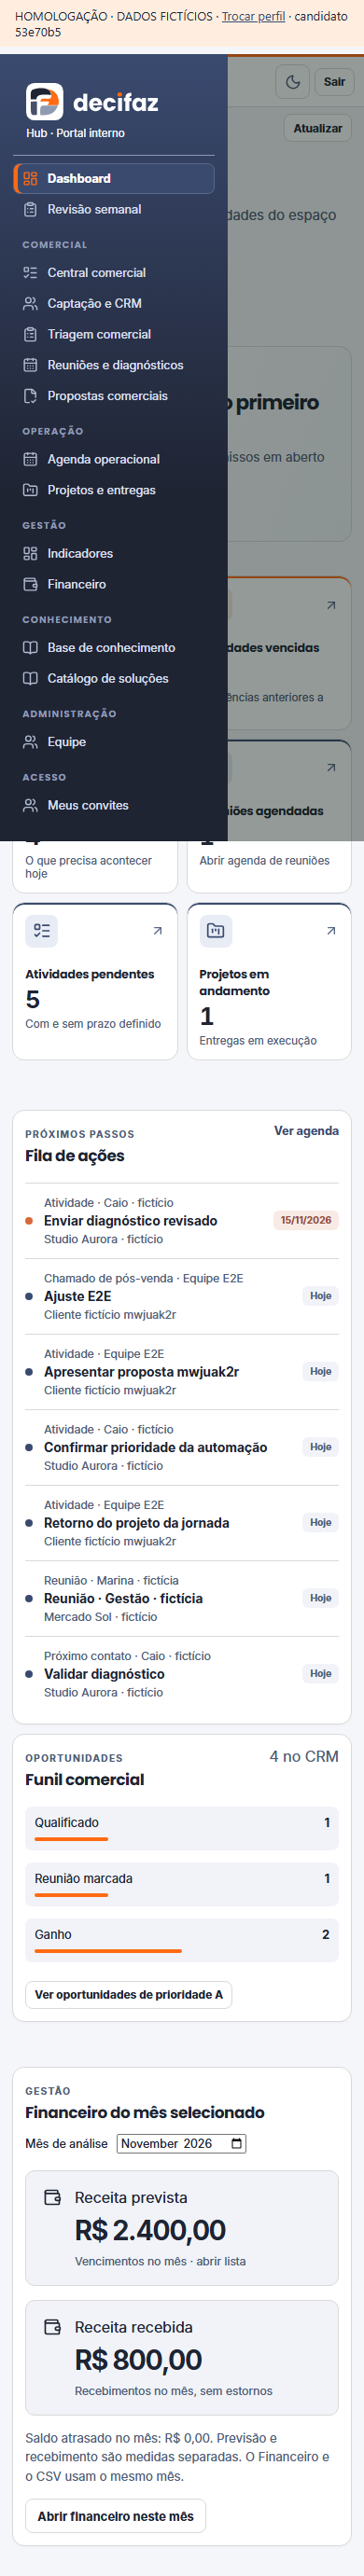 HOMOLOGAÇÃO · DADOS FICTÍCIOS · Trocar perfil · candidato
53e70b5
decifaz
Hub · Portal interno
Sair
Atualizar
Dashboard
Revisão semanal
dades do espaço
COMERCIAL
Central comercial
Captação e CRM
Triagem comercial
Reuniões e diagnósticos
Propostas comerciais
o primeiro
nissos em aberto
OPERAÇÃO
Agenda operacional
Projetos e entregas
GESTÃO
Indicadores
Financeiro
CONHECIMENTO
Base de conhecimento
Catálogo de soluções
ADMINISTRAÇÃO
Equipe
ACESSO
Meus convites
dades vencidas
ências anteriores a
niões agendadas
O que precisa acontecer
hoje
Abrir agenda de reuniões
Atividades pendentes
5
Com e sem prazo definido
Projetos em
andamento
1
Entregas em execução
PRÓXIMOS PASSOS
Ver agenda
Fila de ações
Atividade · Caio · fictício
Enviar diagnóstico revisado
15/11/2026
Studio Aurora · fictício
Chamado de pós-venda · Equipe E2E
Ajuste E2E
Hoje
Cliente fictício mwjuak2r
Atividade · Equipe E2E
Apresentar proposta mwjuak2r
Hoje
Cliente fictício mwjuak2r
Atividade · Caio · fictício
Confirmar prioridade da automação
Hoje
Studio Aurora · fictício
Atividade · Equipe E2E
Retorno do projeto da jornada
Hoje
Cliente fictício mwjuak2r
Reunião · Marina · fictícia
Reunião · Gestão · fictícia
Hoje
Mercado Sol · fictício
Próximo contato · Caio · fictício
Validar diagnóstico
Hoje
Studio Aurora · fictício
OPORTUNIDADES
4 no CRM
Funil comercial
Qualificado 1
Reunião marcada 1
Ganho 2
Ver oportunidades de prioridade A
GESTÃO
Financeiro do mês selecionado
Mês de análise November 2026
Receita prevista
R$ 2.400,00
Vencimentos no mês · abrir lista
Receita recebida
R$ 800,00
Recebimentos no mês, sem estornos
Saldo atrasado no mês: R$ 0,00. Previsão e
recebimento são medidas separadas. O Financeiro e
o CSV usam o mesmo mês.
Abrir financeiro neste mês